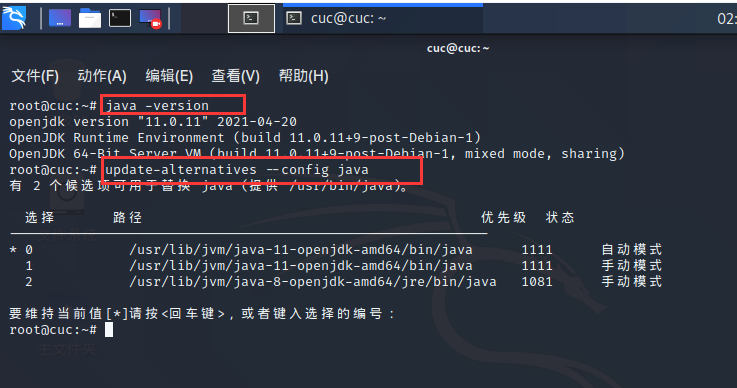 cuc@cuc: ~
02:
cuc@cuc: ~
文件(F) 动作(A) 编辑(E) 查看(V) 帮助(H)
root@cuc:~# java -version
openjdk version "11.0.11" 2021-04-20
OpenJDK Runtime Environment (build 11.0.11+9-post-Debian-1)
OpenJDK 64-Bit Server VM (build 11.0.11+9-post-Debian-1, mixed mode, sharing)
root@cuc:~# update-alternatives --config java
有 2 个候选项可用于替换 java (提供 /usr/bin/java)。
选择 路径 优先级 状态
------------------------------------------------------------
* 0 /usr/lib/jvm/java-11-openjdk-amd64/bin/java 1111 自动模式
1 /usr/lib/jvm/java-11-openjdk-amd64/bin/java 1111 手动模式
2 /usr/lib/jvm/java-8-openjdk-amd64/jre/bin/java 1081 手动模式
要维持当前值[*]请按<回车键>，或者键入选择的编号：
root@cuc:~#
主文件夹